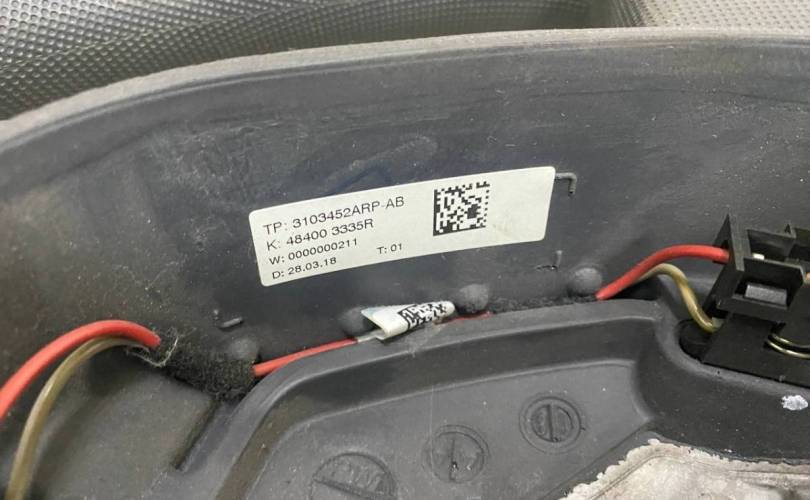 TP: 3103452ARP-AB
K: 48400 3335R
W: 0000000211
D: 28.03.18 T: 01